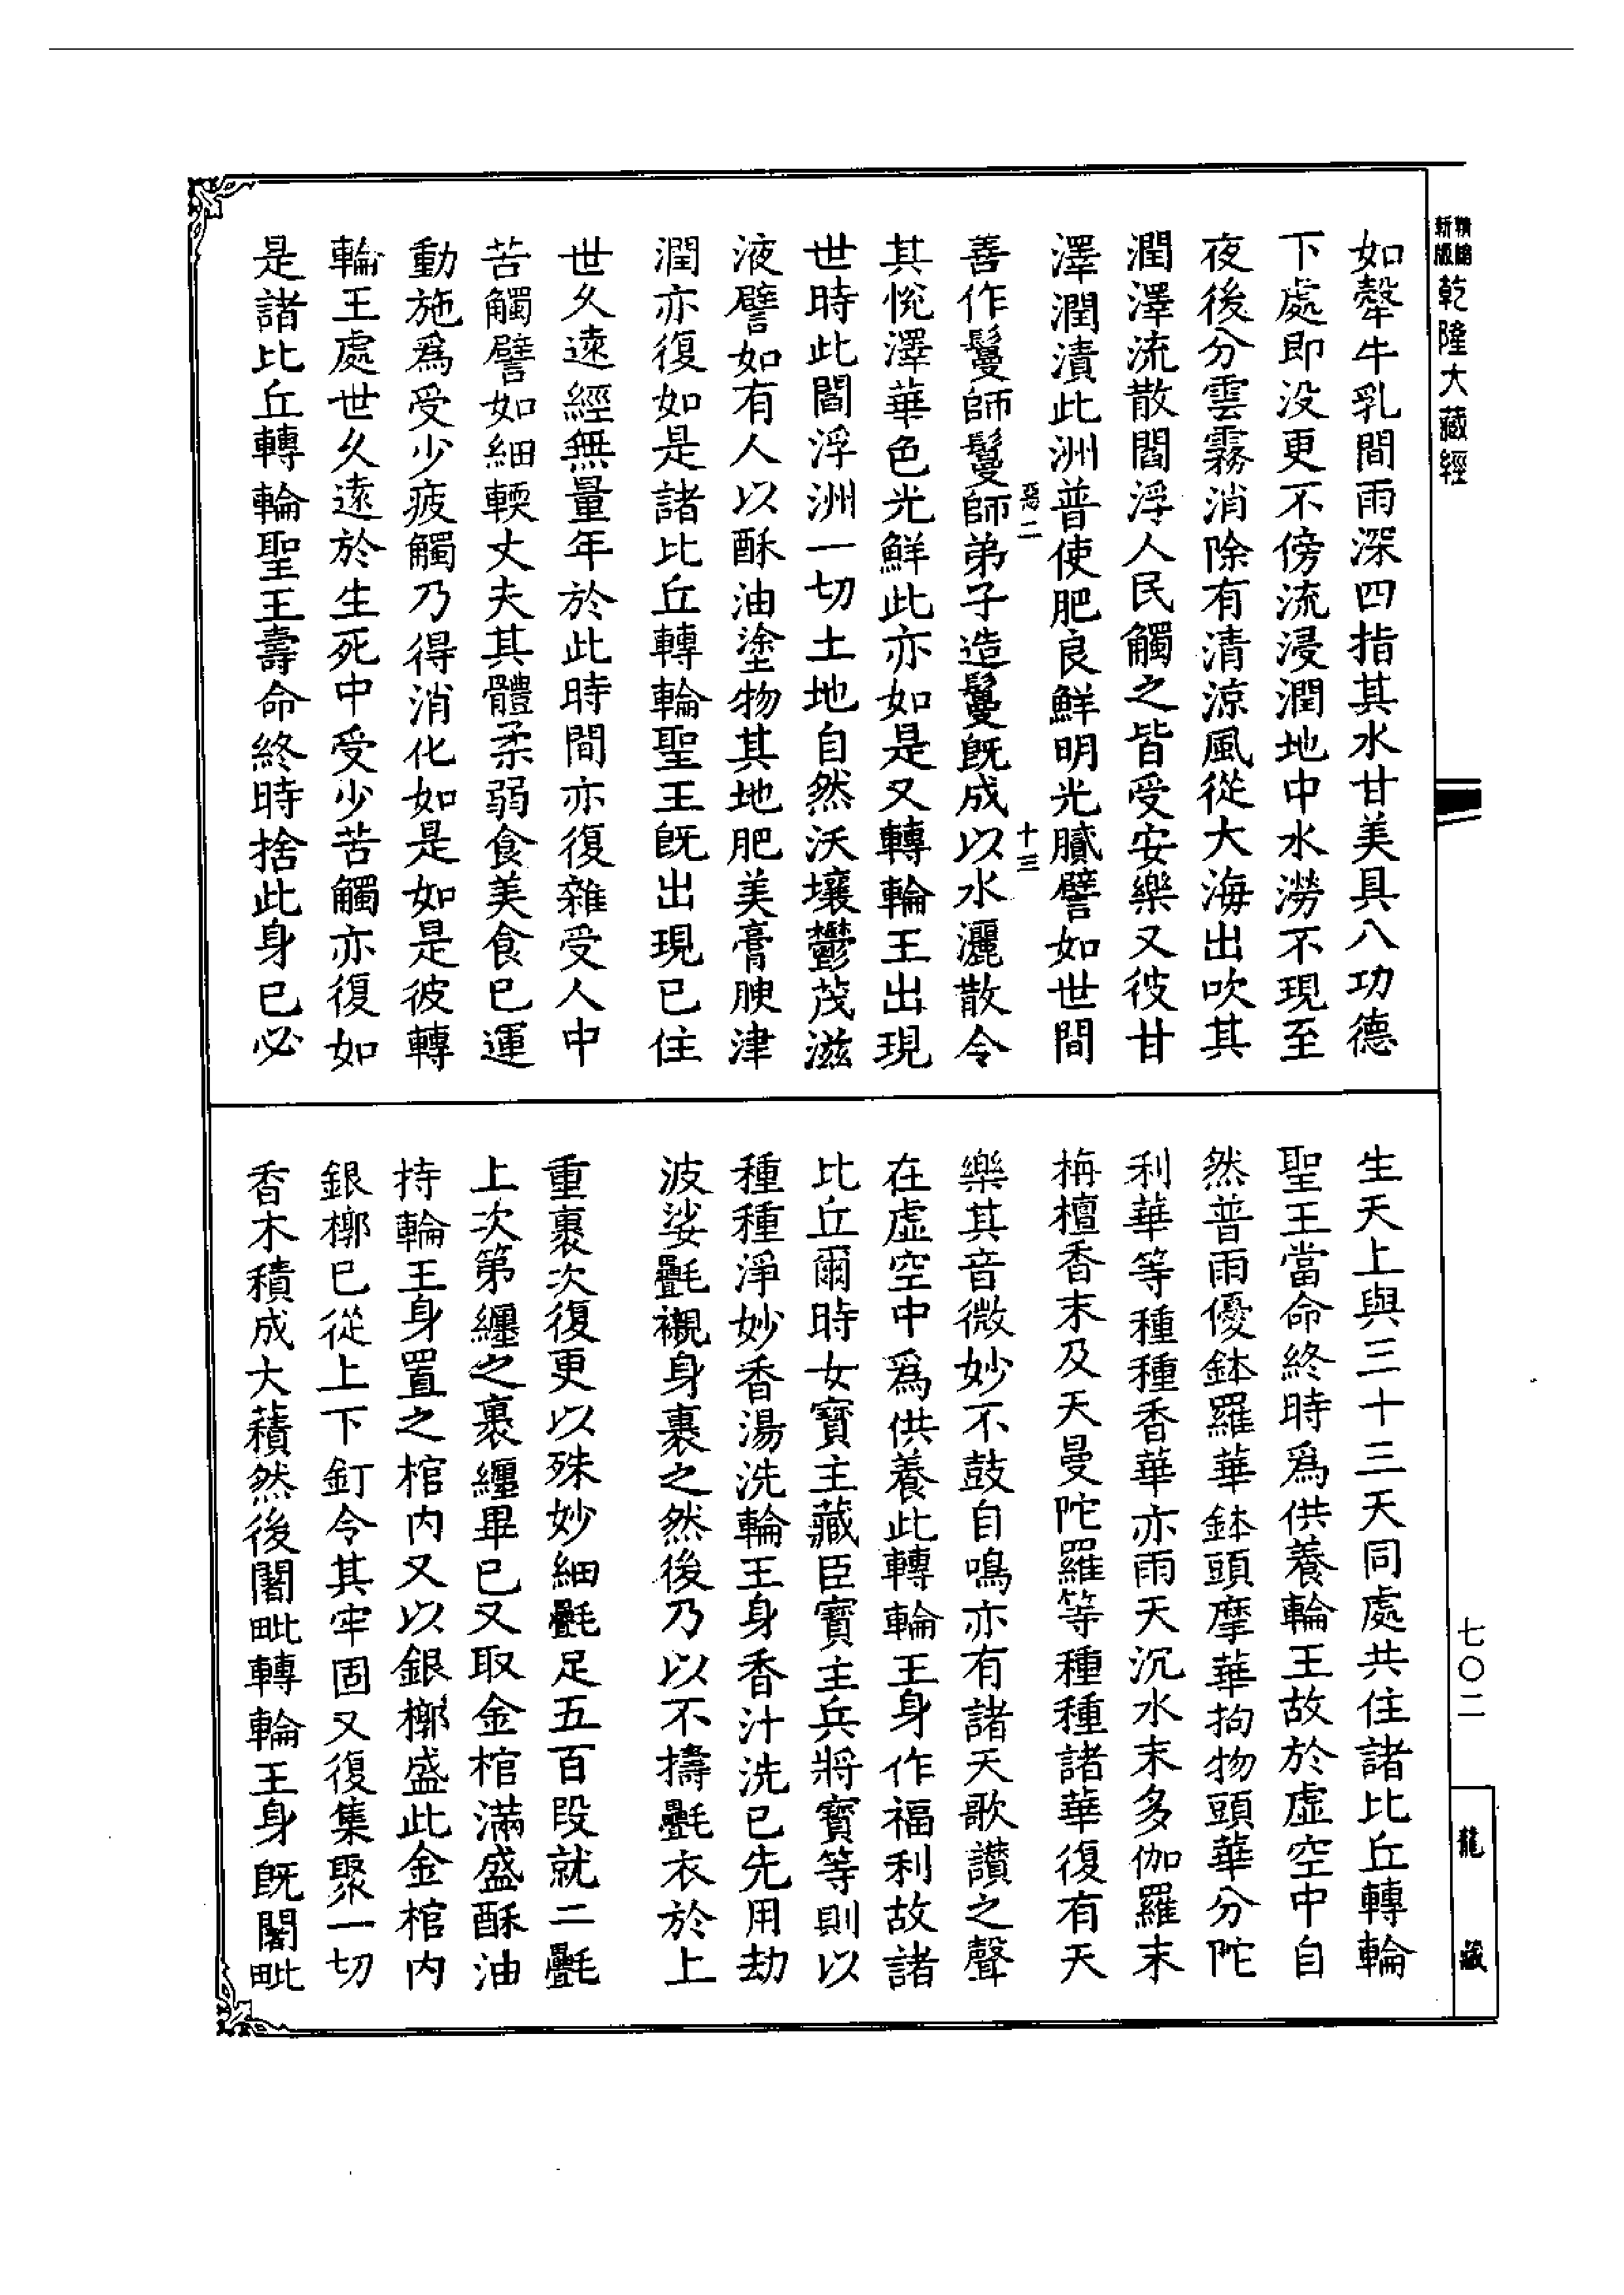 精編新版乾隆大藏經
如㲉牛乳間雨深四指其水甘美具八功德
下處即没更不傍流浸潤地中水澇不現至
夜後分雲霧消除有清涼風從大海出吹其
潤澤流散閻浮人民觸之皆受安樂又彼甘
澤潤漬此洲普使肥良鮮明光膩譬如世間
惡二
十三
善作鬘師鬘師弟子造鬘旣成以水灑散令
其悅澤華色光鮮此亦如是又轉輪王出現
世時此閻浮洲一切土地自然沃壤鬱茂滋
液譬如有人以酥油塗物其地肥美膏腴津
潤亦復如是諸比丘轉輪聖王旣出現已住
世久遠經無量年於此時間亦復雜受人中
苦觸譬如細輭丈夫其體柔弱食美食已運
動施爲受少疲觸乃得消化如是如是彼轉
輪王處世久遠於生死中受少苦觸亦復如
是諸比丘轉輪聖王壽命終時捨此身已必
生天上與三十三天同處共住諸比丘轉輪
聖王當命終時爲供養輪王故於虛空中自
然普雨優鉢羅華鉢頭摩華拘物頭華分陀
利華等種種香華亦雨天沉水末多伽羅末
栴檀香末及天曼陀羅等種種諸華復有天
樂其音微妙不鼓自鳴亦有諸天歌讚之聲
在虛空中爲供養此轉輪王身作福利故諸
比丘爾時女寶主藏臣寶主兵將寶等則以
種種淨妙香湯洗輪王身香汁洗已先用劫
波娑㲲襯身裹之然後乃以不擣㲲衣於上
重裹次復更以殊妙細㲲足五百段就二㲲
上次第纏之裹纏畢已又取金棺滿盛酥油
持輪王身置之棺内又以銀槨盛此金棺内
銀槨已從上下釘令其牢固又復集聚一切
香木積成大䕪然後闍毗轉輪王身旣闍毗
七〇二
龍藏